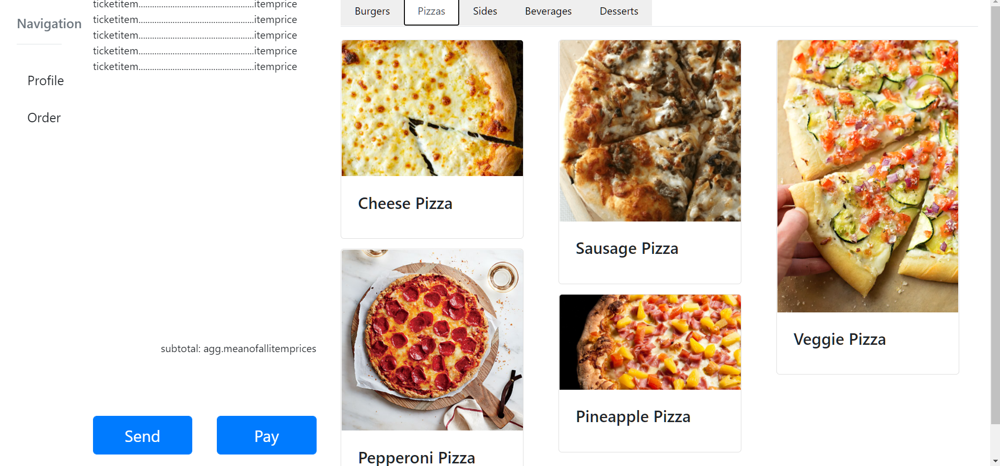 Navigation
Profile
Order
ticketitem....................................................itemprice
ticketitem....................................................itemprice
ticketitem....................................................itemprice
ticketitem....................................................itemprice
ticketitem....................................................itemprice
subtotal: agg.meanofallitemprices
Send Pay
Burgers Pizzas Sides Beverages Desserts
Cheese Pizza
Sausage Pizza
Veggie Pizza
Pepperoni Pizza
Pineapple Pizza